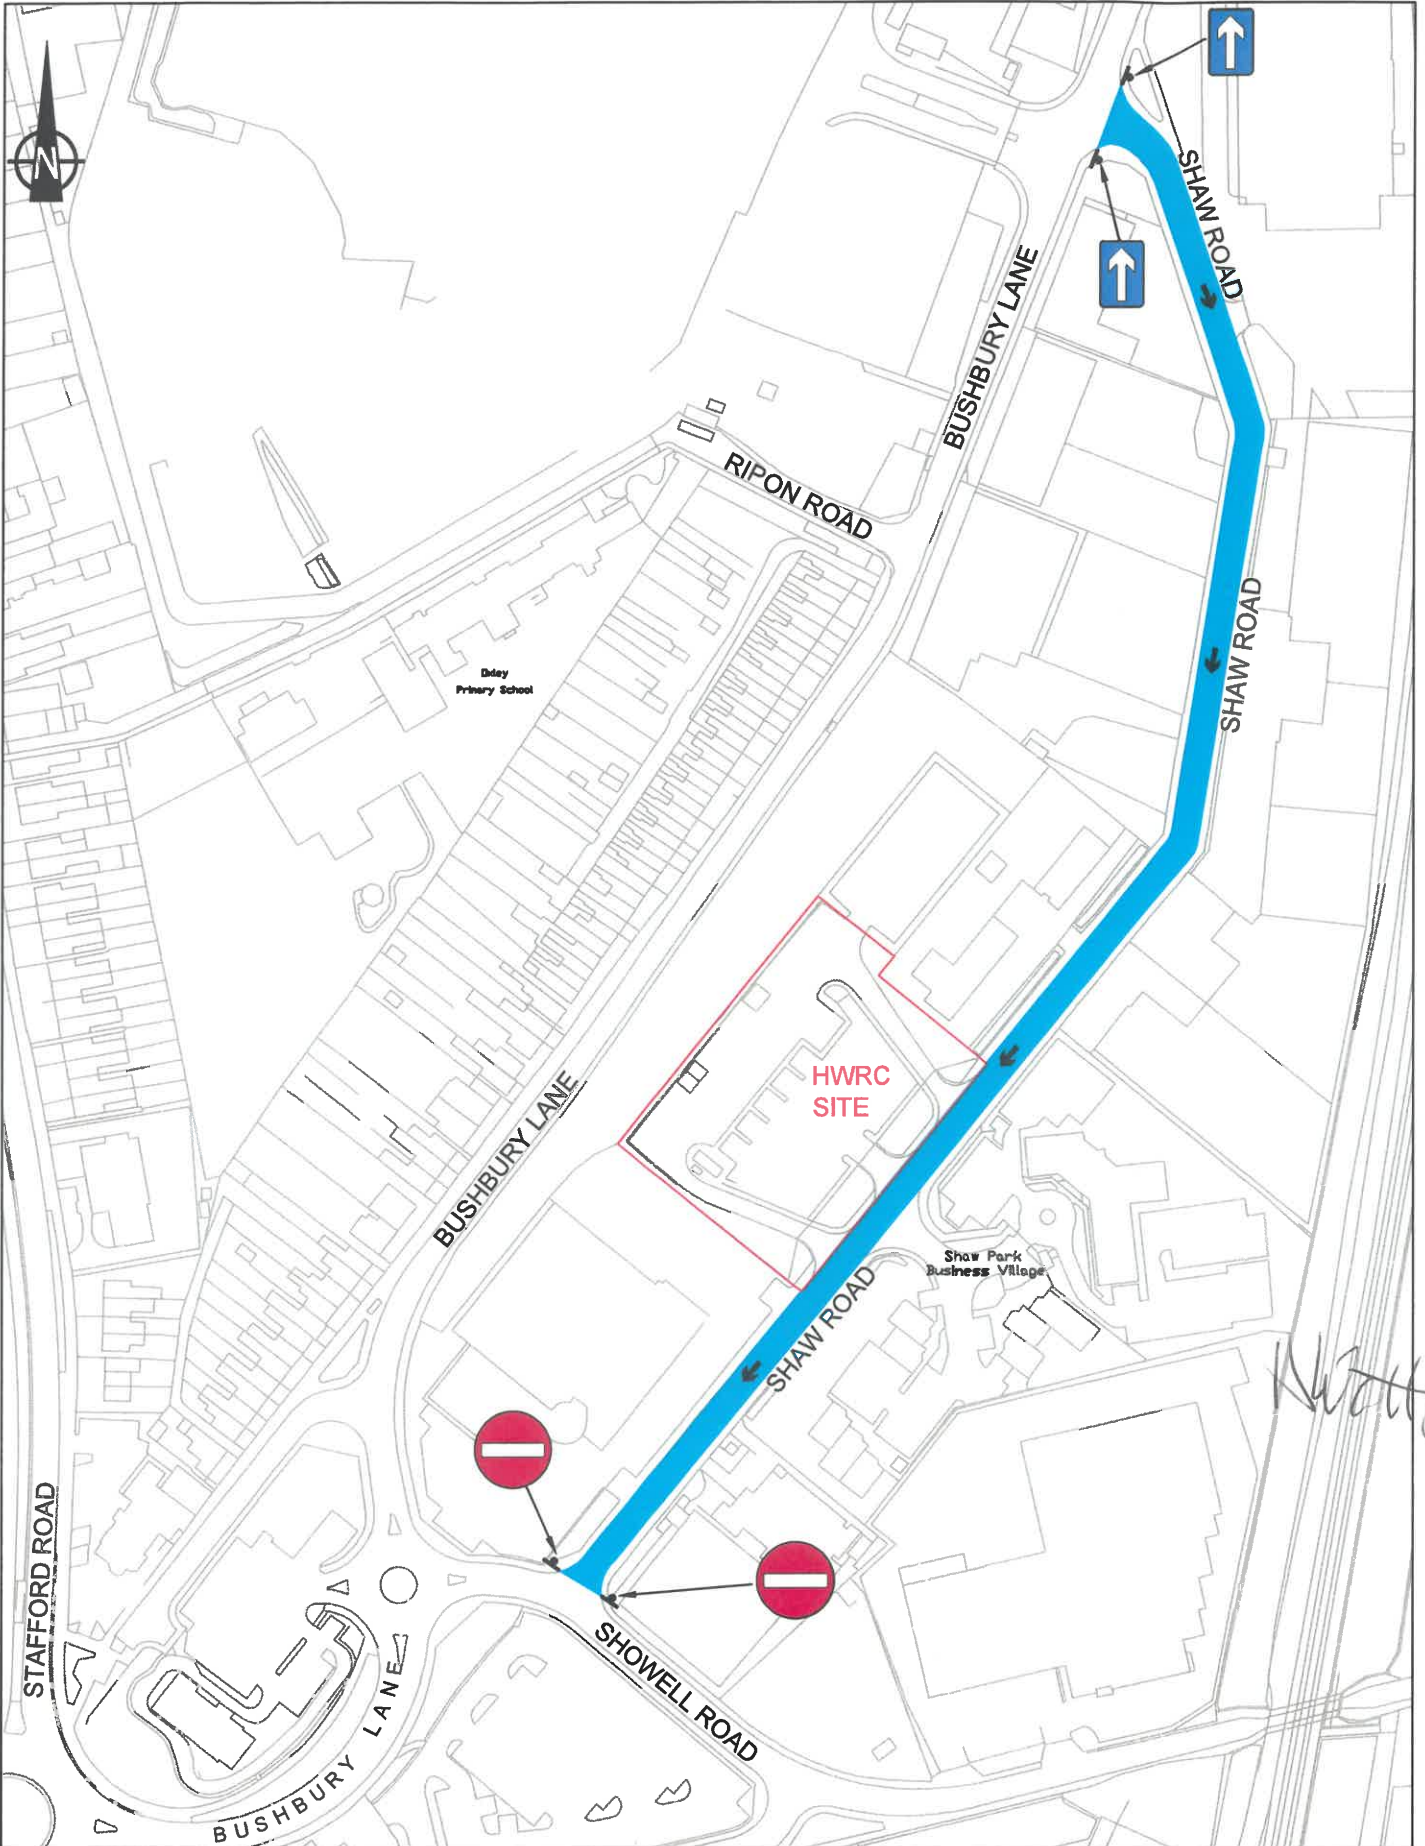 N
SHAW ROAD
BUSHBURY LANE
RIPON ROAD
SHAW ROAD
Oxley
Primary School
HWRC
SITE
BUSHBURY LANE
Shaw Park
Business Village
SHAW ROAD
STAFFORD ROAD
SHOWELL ROAD
BUSHBURY LANE